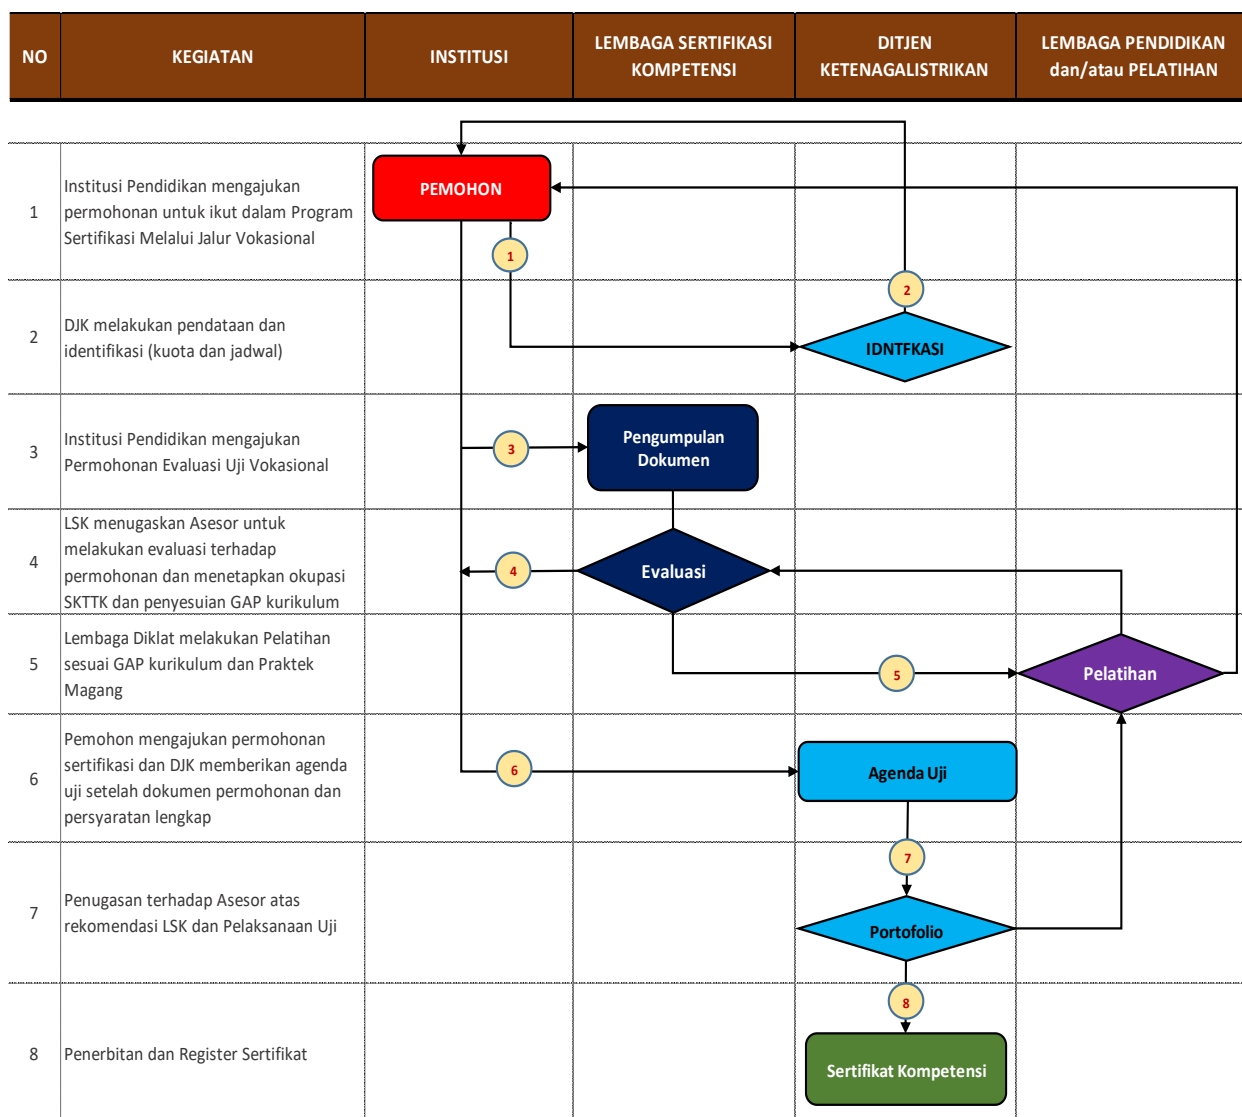 NO
KEGIATAN
INSTITUSI
LEMBAGA SERTIFIKASI
KOMPETENSI
DITJEN
KETENAGALISTRIKAN
LEMBAGA PENDIDIKAN
dan/atau PELATIHAN
1
Institusi Pendidikan mengajukan
permohonan untuk ikut dalam Program
Sertifikasi Melalui Jalur Vokasional
PEMOHON
1
2
DJK melakukan pendataan dan
identifikasi (kuota dan jadwal)
2
IDNTFKASI
3
Institusi Pendidikan mengajukan
Permohonan Evaluasi Uji Vokasional
3
Pengumpulan
Dokumen
4
LSK menugaskan Asesor untuk
melakukan evaluasi terhadap
permohonan dan menetapkan okupasi
SKTTK dan penyesuian GAP kurikulum
4
Evaluasi
5
Lembaga Diklat melakukan Pelatihan
sesuai GAP kurikulum dan Praktek
Magang
5
Pelatihan
6
Pemohon mengajukan permohonan
sertifikasi dan DJK memberikan agenda
uji setelah dokumen permohonan dan
persyaratan lengkap
6
Agenda Uji
7
7
Penugasan terhadap Asesor atas
rekomendasi LSK dan Pelaksanaan Uji
Portofolio
8
8
Penerbitan dan Register Sertifikat
Sertifikat Kompetensi